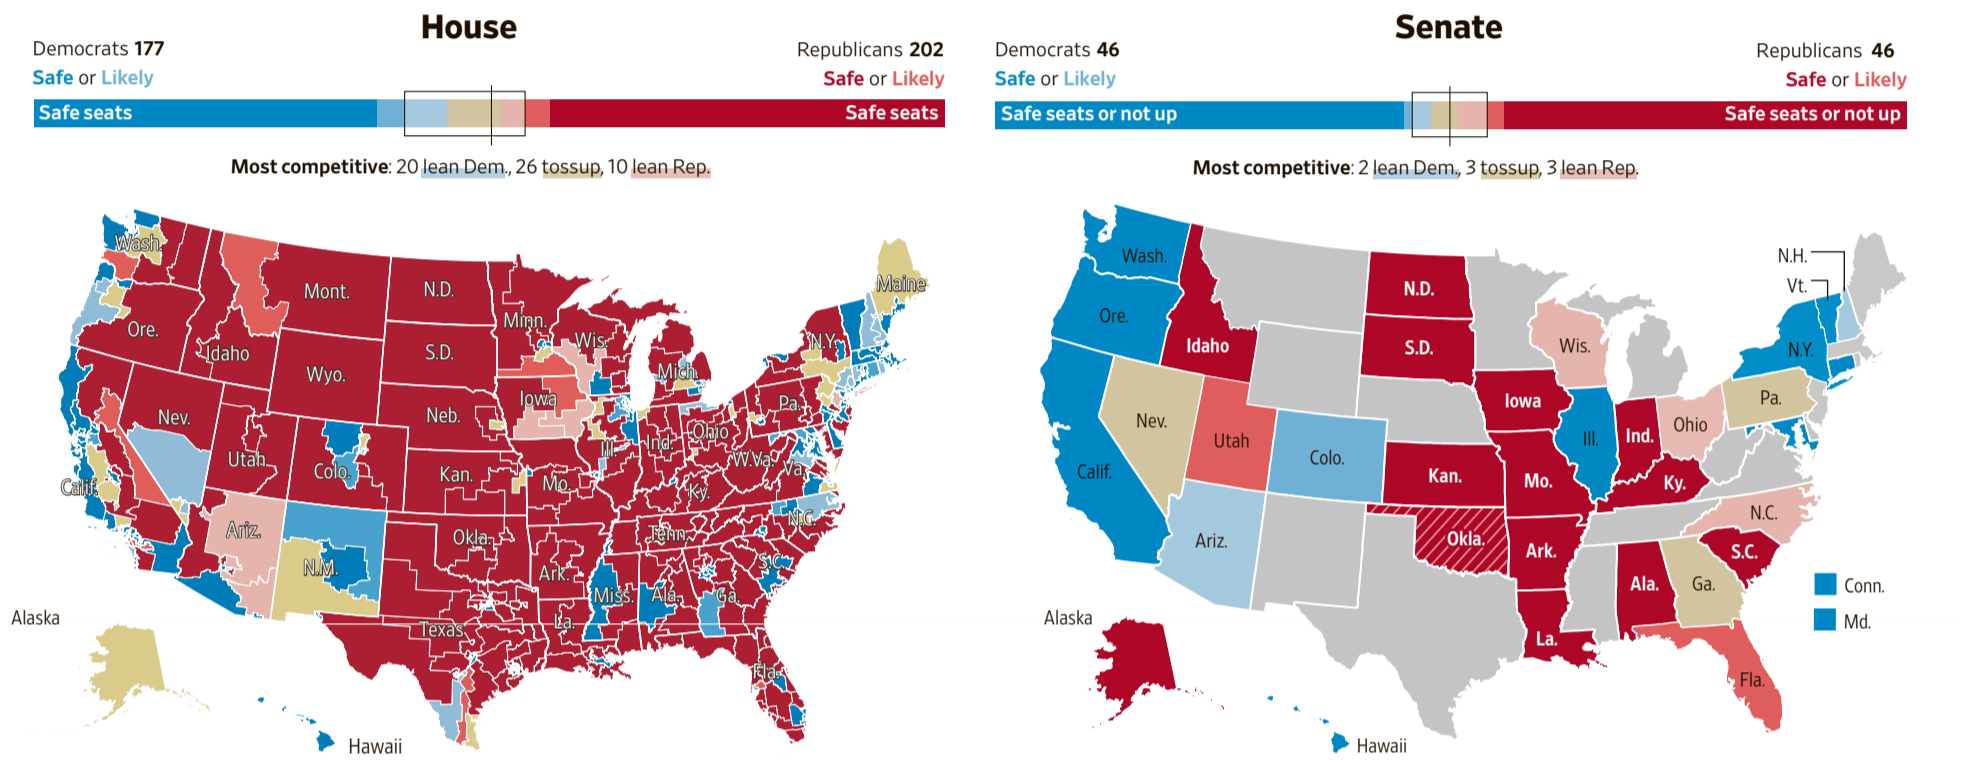 House
Democrats 177
Republicans 202
Safe or Likely
Safe or Likely
Safe seats
Safe seats
Most competitive: 20 lean Dem., 26 tossup, 10 lean Rep.
Wash.
Maine
Mont.
N.D.
Ore.
Minn.
Wis.
N.Y.
Idaho
S.D.
Mich.
Wyo.
Iowa
Nev.
Neb.
Pa.
Ohio
Ill.
Ind.
Utah
Colo.
W.Va.
Va.
Calif.
Kan.
Mo.
Ky.
Ariz.
N.C.
Okla.
Tenn.
N.M.
Ark.
S.C.
Miss.
Ala.
Ga.
Alaska
Texas
La.
Fla.
Hawaii
Senate
Democrats 46
Republicans 46
Safe or Likely
Safe or Likely
Safe seats or not up
Safe seats or not up
Most competitive: 2 lean Dem., 3 tossup, 3 lean Rep.
Wash.
N.H.
Vt.
N.D.
Ore.
Idaho
S.D.
Wis.
N.Y.
Iowa
Pa.
Nev.
Utah
Colo.
Ill.
Ind.
Ohio
Calif.
Kan.
Mo.
Ky.
N.C.
Ariz.
Okla.
Ark.
S.C.
Ala.
Ga.
Conn.
Md.
Alaska
La.
Fla.
Hawaii